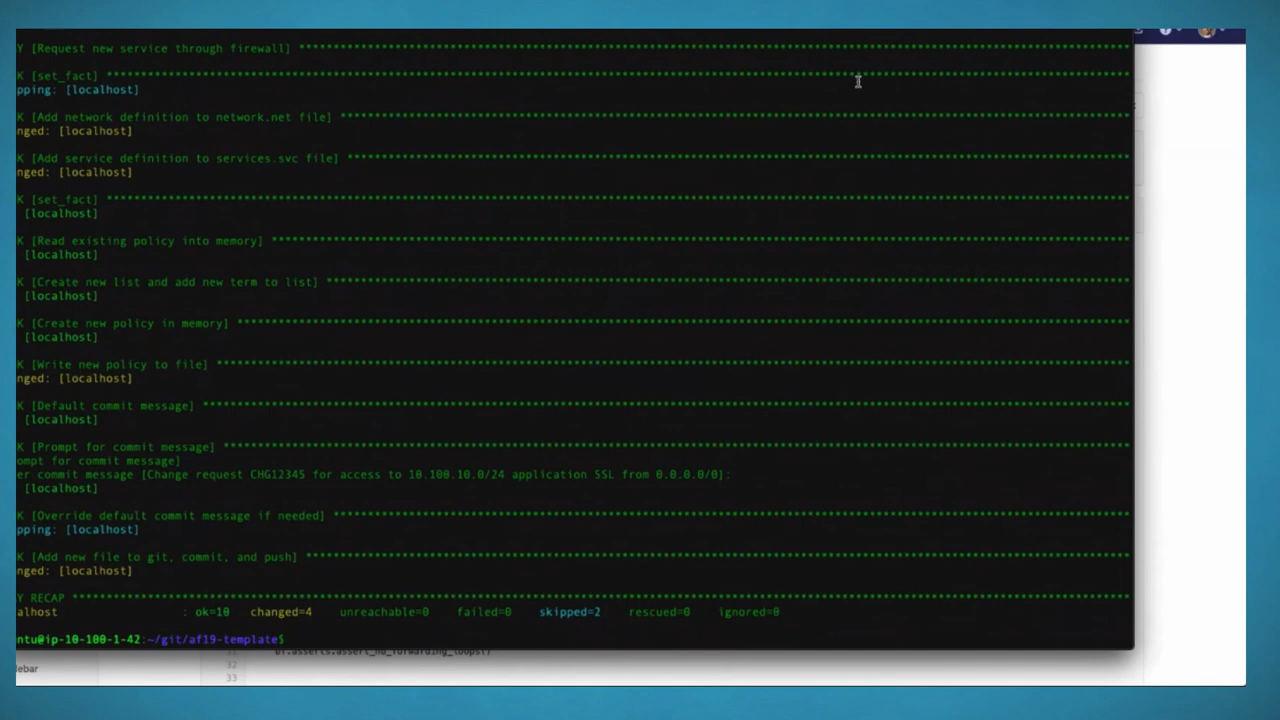 Y [Request new service through firewall] ************************************************************************************************************************
K [set_fact] ****************************************************************************************************************************************************
pping: [localhost]
K [Add network definition to network.net file] ******************************************************************************************************************
nged: [localhost]
K [Add service definition to services.svc file] *****************************************************************************************************************
nged: [localhost]
K [set_fact] ****************************************************************************************************************************************************
[localhost]
K [Read existing policy into memory] ****************************************************************************************************************************
[localhost]
K [Create new list and add new term to list] ********************************************************************************************************************
[localhost]
K [Create new policy in memory] *********************************************************************************************************************************
[localhost]
K [Write new policy to file] ************************************************************************************************************************************
nged: [localhost]
K [Default commit message] **************************************************************************************************************************************
[localhost]
K [Prompt for commit message] ***********************************************************************************************************************************
ompt for commit message]
er commit message [Change request CHG12345 for access to 10.100.10.0/24 application SSL from 0.0.0.0/0]:
[localhost]
K [Override default commit message if needed] *******************************************************************************************************************
pping: [localhost]
K [Add new file to git, commit, and push] ***********************************************************************************************************************
nged: [localhost]
Y RECAP *********************************************************************************************************************************************************
alhost : ok=10 changed=4 unreachable=0 failed=0 skipped=2 rescued=0 ignored=0
ntu@ip-10-100-1-42:~/git/af19-template$
bf.asserts.assert_no_forwarding_loops()
lebar
32
33